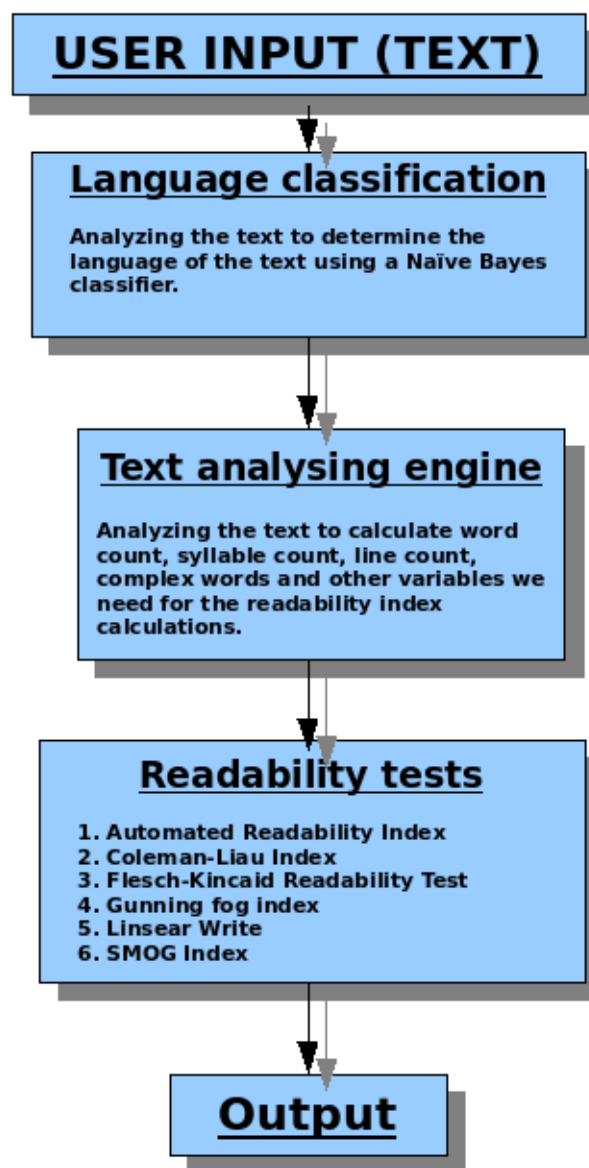 USER INPUT (TEXT)
Language classification
Analyzing the text to determine the
language of the text using a Naïve Bayes
classifier.
Text analysing engine
Analyzing the text to calculate word
count, syllable count, line count,
complex words and other variables we
need for the readability index
calculations.
Readability tests
1. Automated Readability Index
2. Coleman-Liau Index
3. Flesch-Kincaid Readability Test
4. Gunning fog index
5. Linsear Write
6. SMOG Index
Output